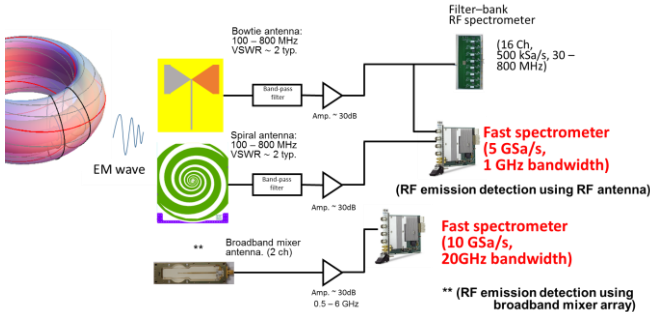 Bowtie antenna:
100 – 800 MHz
VSWR ~ 2 typ.
Filter–bank
RF spectrometer
(16 Ch,
500 kSa/s, 30 –
800 MHz)
Band-pass
filter
Amp. ~ 30dB
EM wave
Spiral antenna:
100 – 800 MHz
VSWR ~ 2 typ.
Fast spectrometer
(5 GSa/s,
1 GHz bandwidth)
Band-pass
filter
Amp. ~ 30dB
(RF emission detection using RF antenna)
**
Broadband mixer
antenna. (2 ch)
Fast spectrometer
(10 GSa/s,
20GHz bandwidth)
Amp. ~ 30dB
0.5 – 6 GHz
** (RF emission detection using
broadband mixer array)